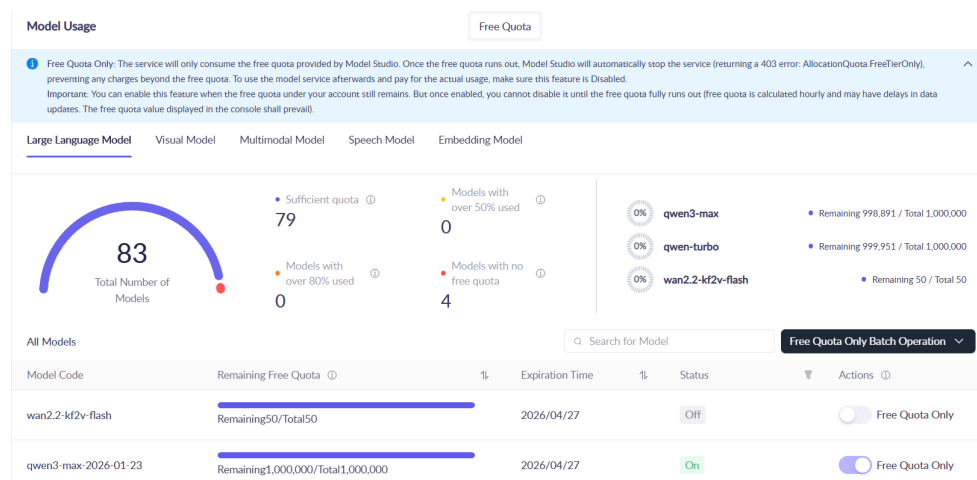 Model Usage
Free Quota
Free Quota Only: The service will only consume the free quota provided by Model Studio. Once the free quota runs out, Model Studio will automatically stop the service (returning a 403 error: AllocationQuota.FreeTierOnly),
preventing any charges beyond the free quota. To use the model service afterwards and pay for the actual usage, make sure this feature is Disabled.
Important: You can enable this feature when the free quota under your account still remains. But once enabled, you cannot disable it until the free quota fully runs out (free quota is calculated hourly and may have delays in data
updates. The free quota value displayed in the console shall prevail).
Large Language Model Visual Model Multimodal Model Speech Model Embedding Model
83
Total Number of
Models
Sufficient quota
79
Models with
over 50% used
0
Models with
over 80% used
0
Models with no
free quota
4
0% qwen3-max Remaining 998,891 / Total 1,000,000
0% qwen-turbo Remaining 999,951 / Total 1,000,000
0% wan2.2-kf2v-flash Remaining 50 / Total 50
All Models
Search for Model
Free Quota Only Batch Operation
Model Code Remaining Free Quota Expiration Time Status Actions
wan2.2-kf2v-flash Remaining50/Total50 2026/04/27 Off Free Quota Only
qwen3-max-2026-01-23 Remaining1,000,000/Total1,000,000 2026/04/27 On Free Quota Only